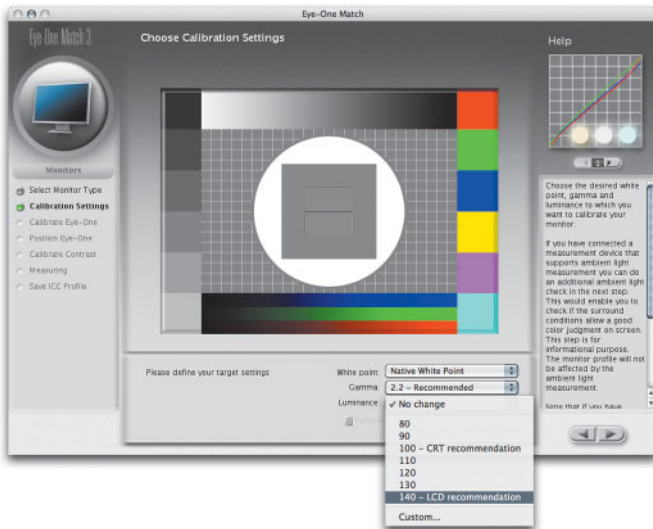 Eye-One Match
Eye-One Match 3
Choose Calibration Settings
Help
Monitors
Select Monitor Type
Calibration Settings
Calibrate Eye-One
Position Eye-One
Calibrate Contrast
Measuring
Save ICC Profile
Please define your target settings
White point: Native White Point
Gamma: 2.2 – Recommended
Luminance:
✓ No change
80
90
100 – CRT recommendation
110
120
130
140 – LCD recommendation
Custom...
Choose the desired white
point, gamma and
luminance to which you
want to calibrate your
monitor.
If you have connected a
measurement device that
supports ambient light
measurement you can do
an additional ambient light
check in the next step.
This would enable you to
check if the surround
conditions allow a good
color judgment on screen.
This step is for
informational purpose.
The monitor profile will not
be affected by the
ambient light
measurement.
Note that if you have